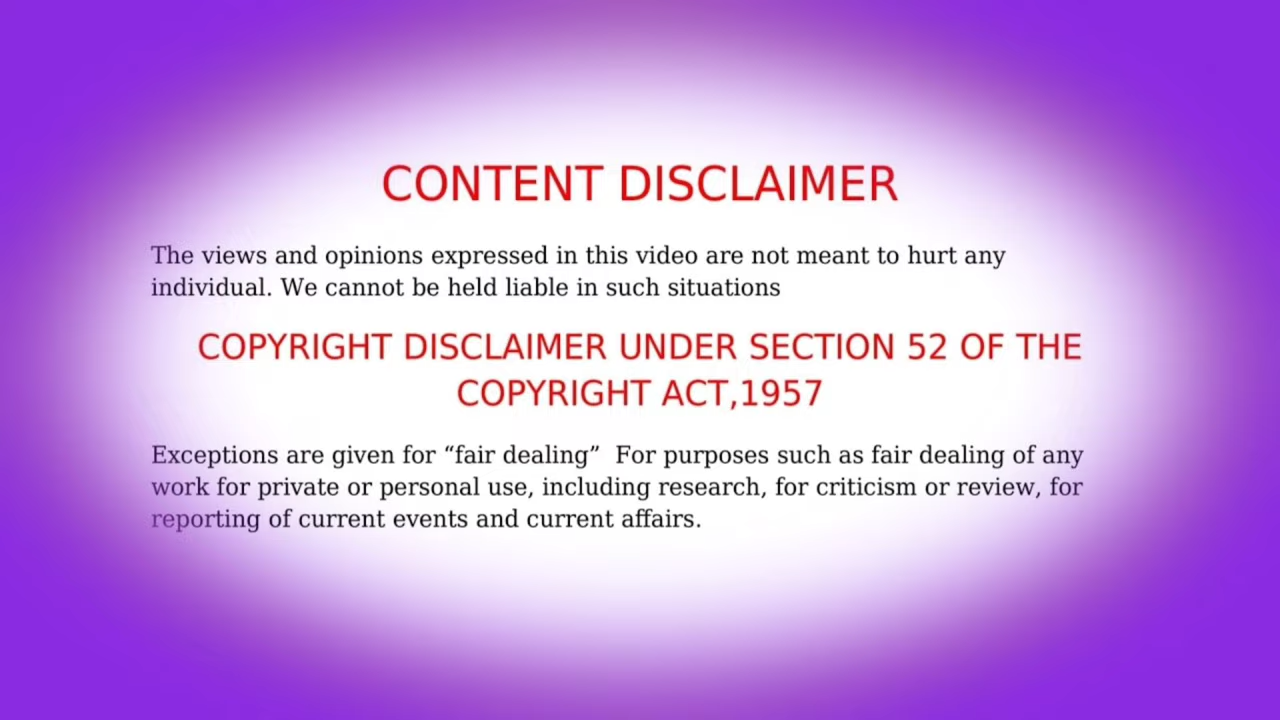 CONTENT DISCLAIMER
The views and opinions expressed in this video are not meant to hurt any
individual. We cannot be held liable in such situations
COPYRIGHT DISCLAIMER UNDER SECTION 52 OF THE
COPYRIGHT ACT,1957
Exceptions are given for “fair dealing”  For purposes such as fair dealing of any
work for private or personal use, including research, for criticism or review, for
reporting of current events and current affairs.